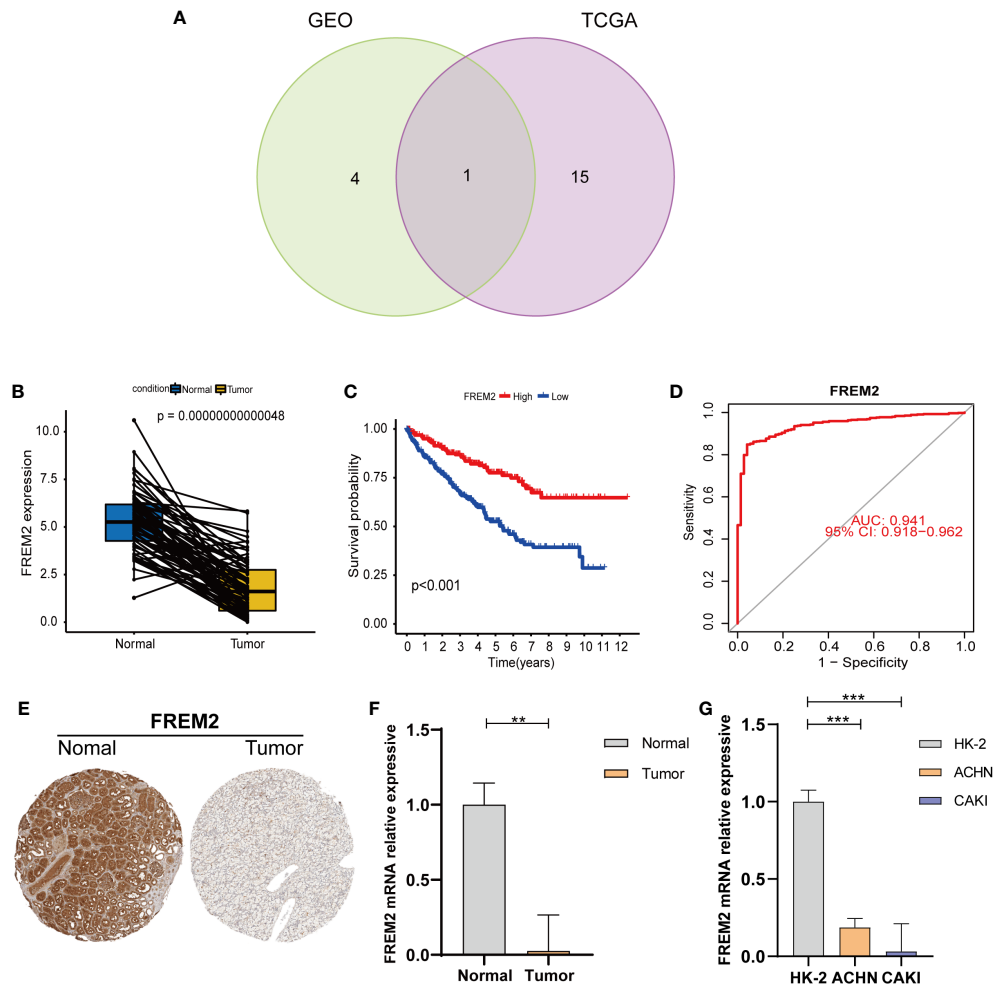 A
GEO
TCGA
4
1
15
B
condition Normal Tumor
p = 0.00000000000048
FREM2 expression
10.0
7.5
5.0
2.5
0.0
Normal
Tumor
C
FREM2 High Low
Survival probability
1.00
0.75
0.50
0.25
0.00
p<0.001
0 1 2 3 4 5 6 7 8 9 10 11 12
Time(years)
D
FREM2
Sensitivity
1.0
0.8
0.6
0.4
0.2
0.0
AUC: 0.941
95% CI: 0.918−0.962
0.0 0.2 0.4 0.6 0.8 1.0
1 − Specificity
E
FREM2
Nomal
Tumor
F
FREM2 mRNA relative expressive
1.5
1.0
0.5
0.0
**
Normal
Tumor
Normal Tumor
G
FREM2 mRNA relative expressive
1.5
1.0
0.5
0.0
***
***
HK-2
ACHN
CAKI
HK-2 ACHN CAKI